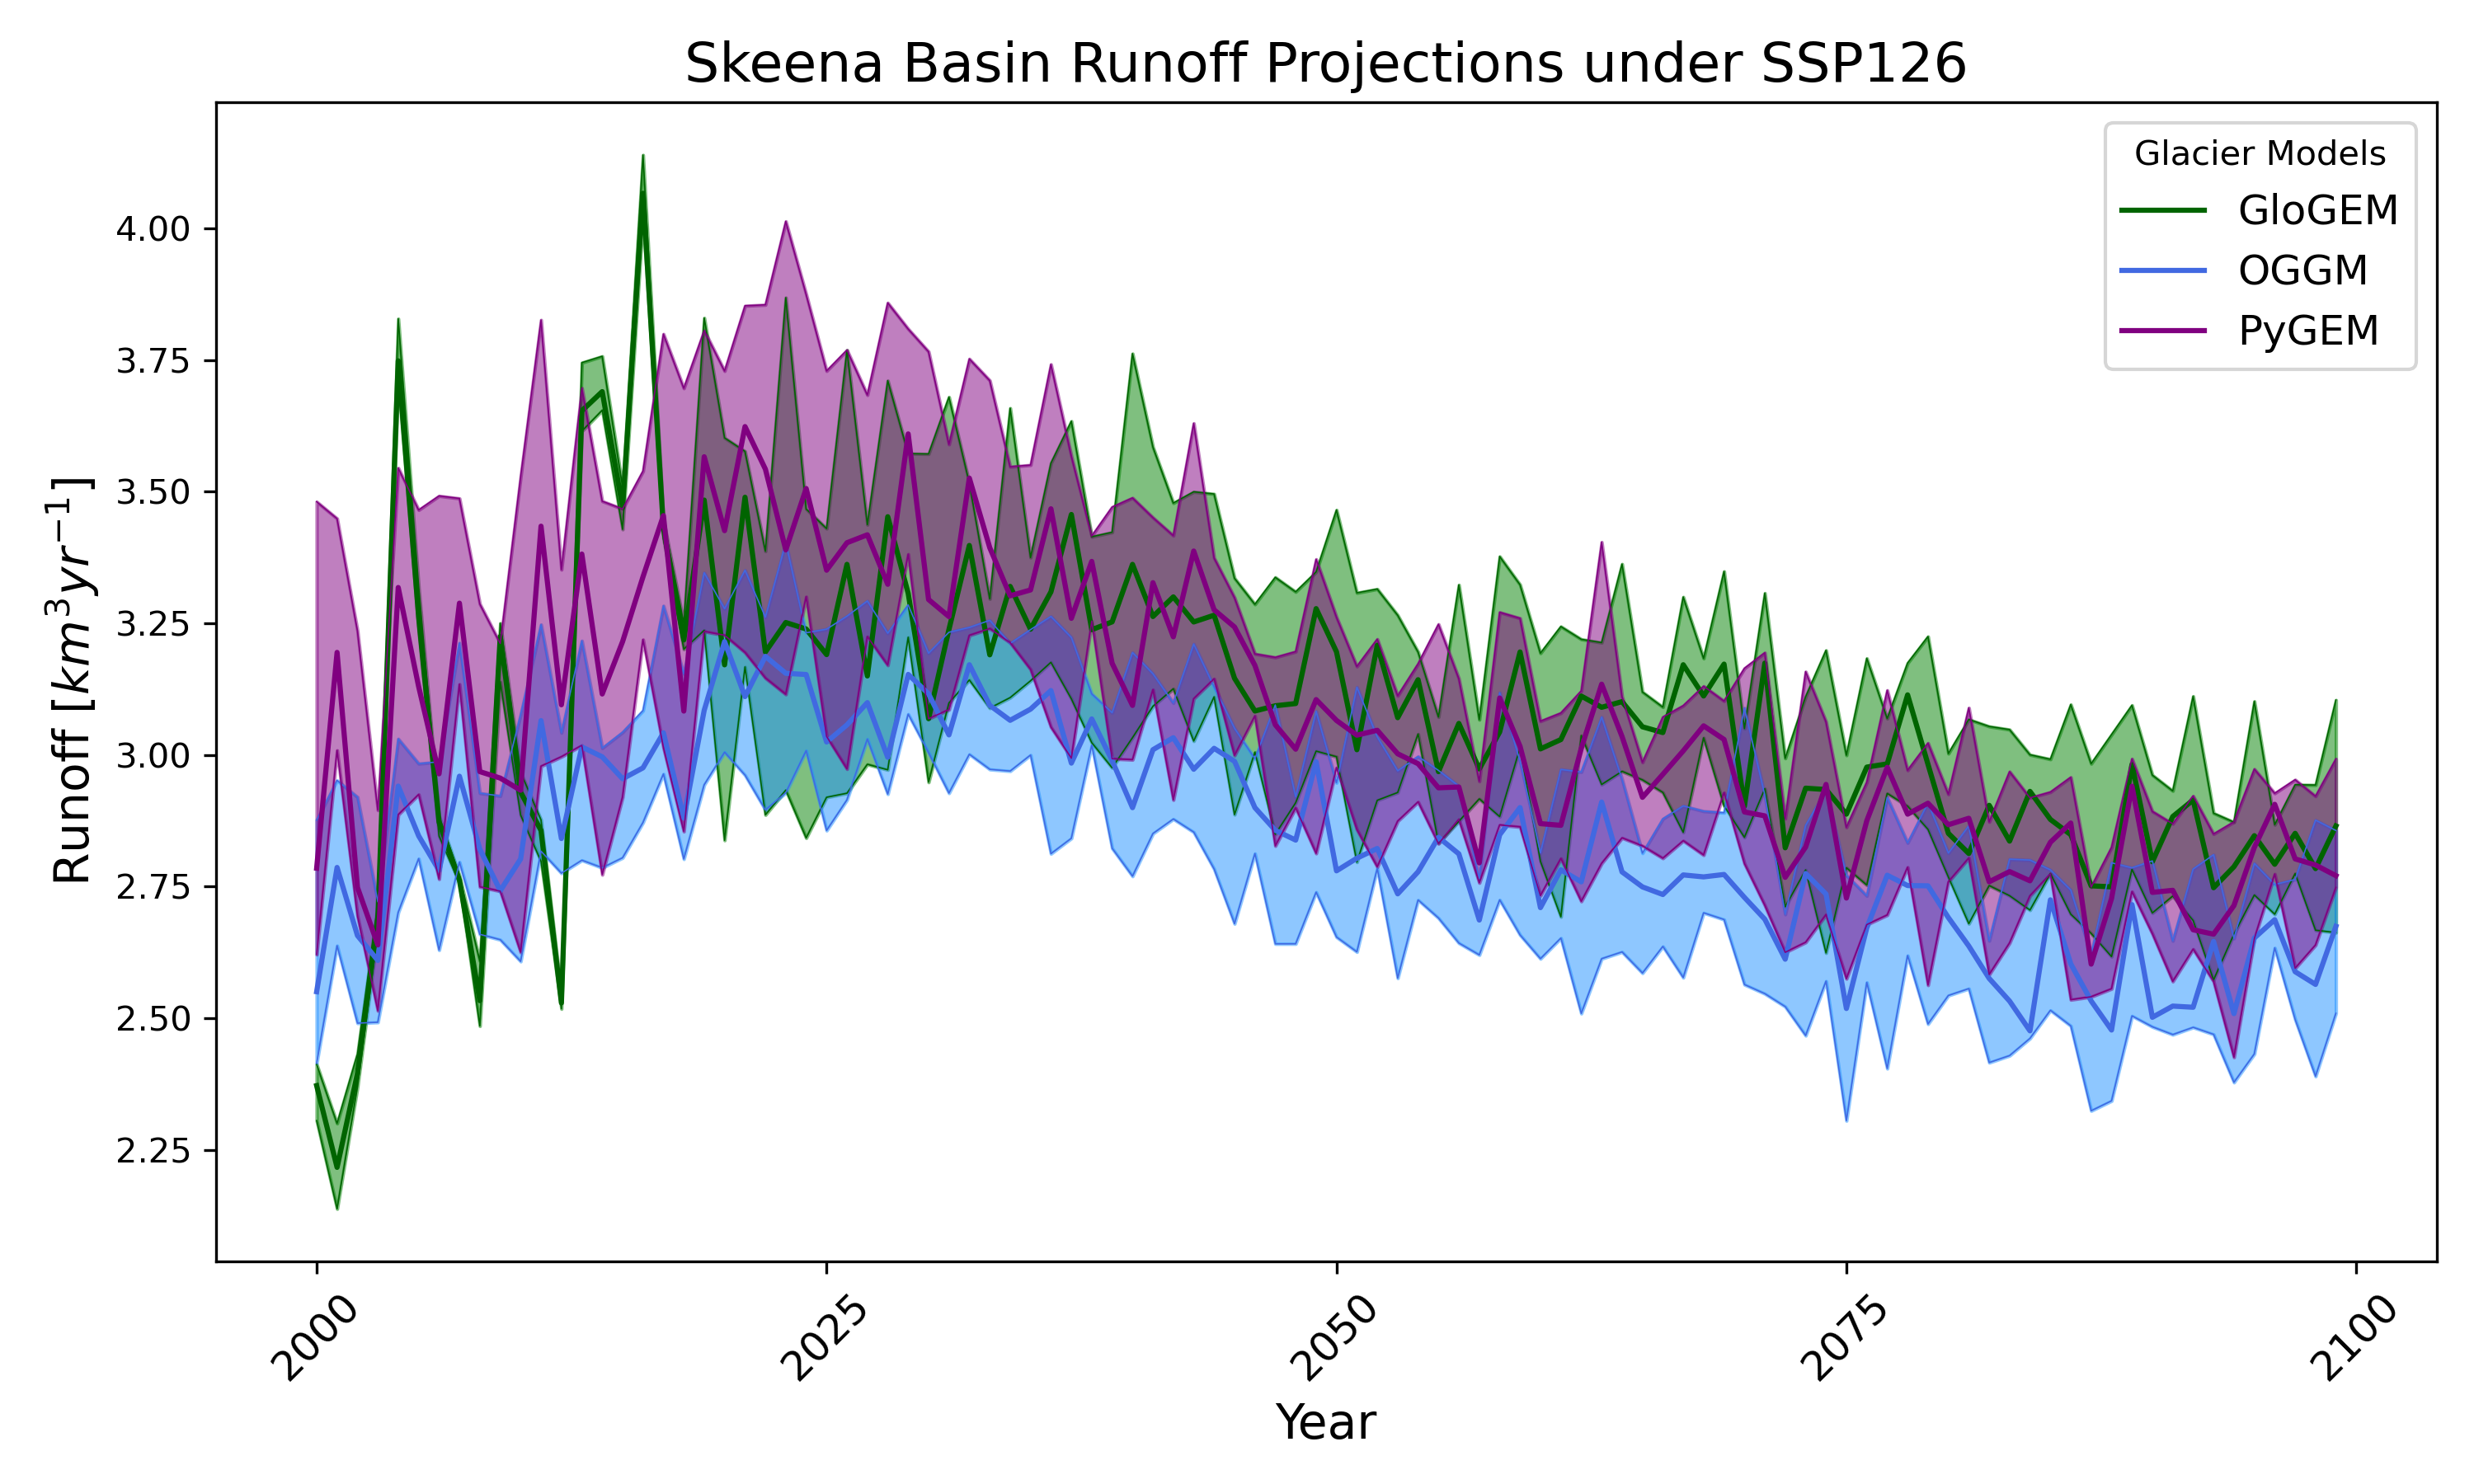 Skeena Basin Runoff Projections under SSP126
Glacier Models
GloGEM
OGGM
PyGEM
Runoff [km³yr⁻¹]
4.00
3.75
3.50
3.25
3.00
2.75
2.50
2.25
2000
2025
2050
2075
2100
Year